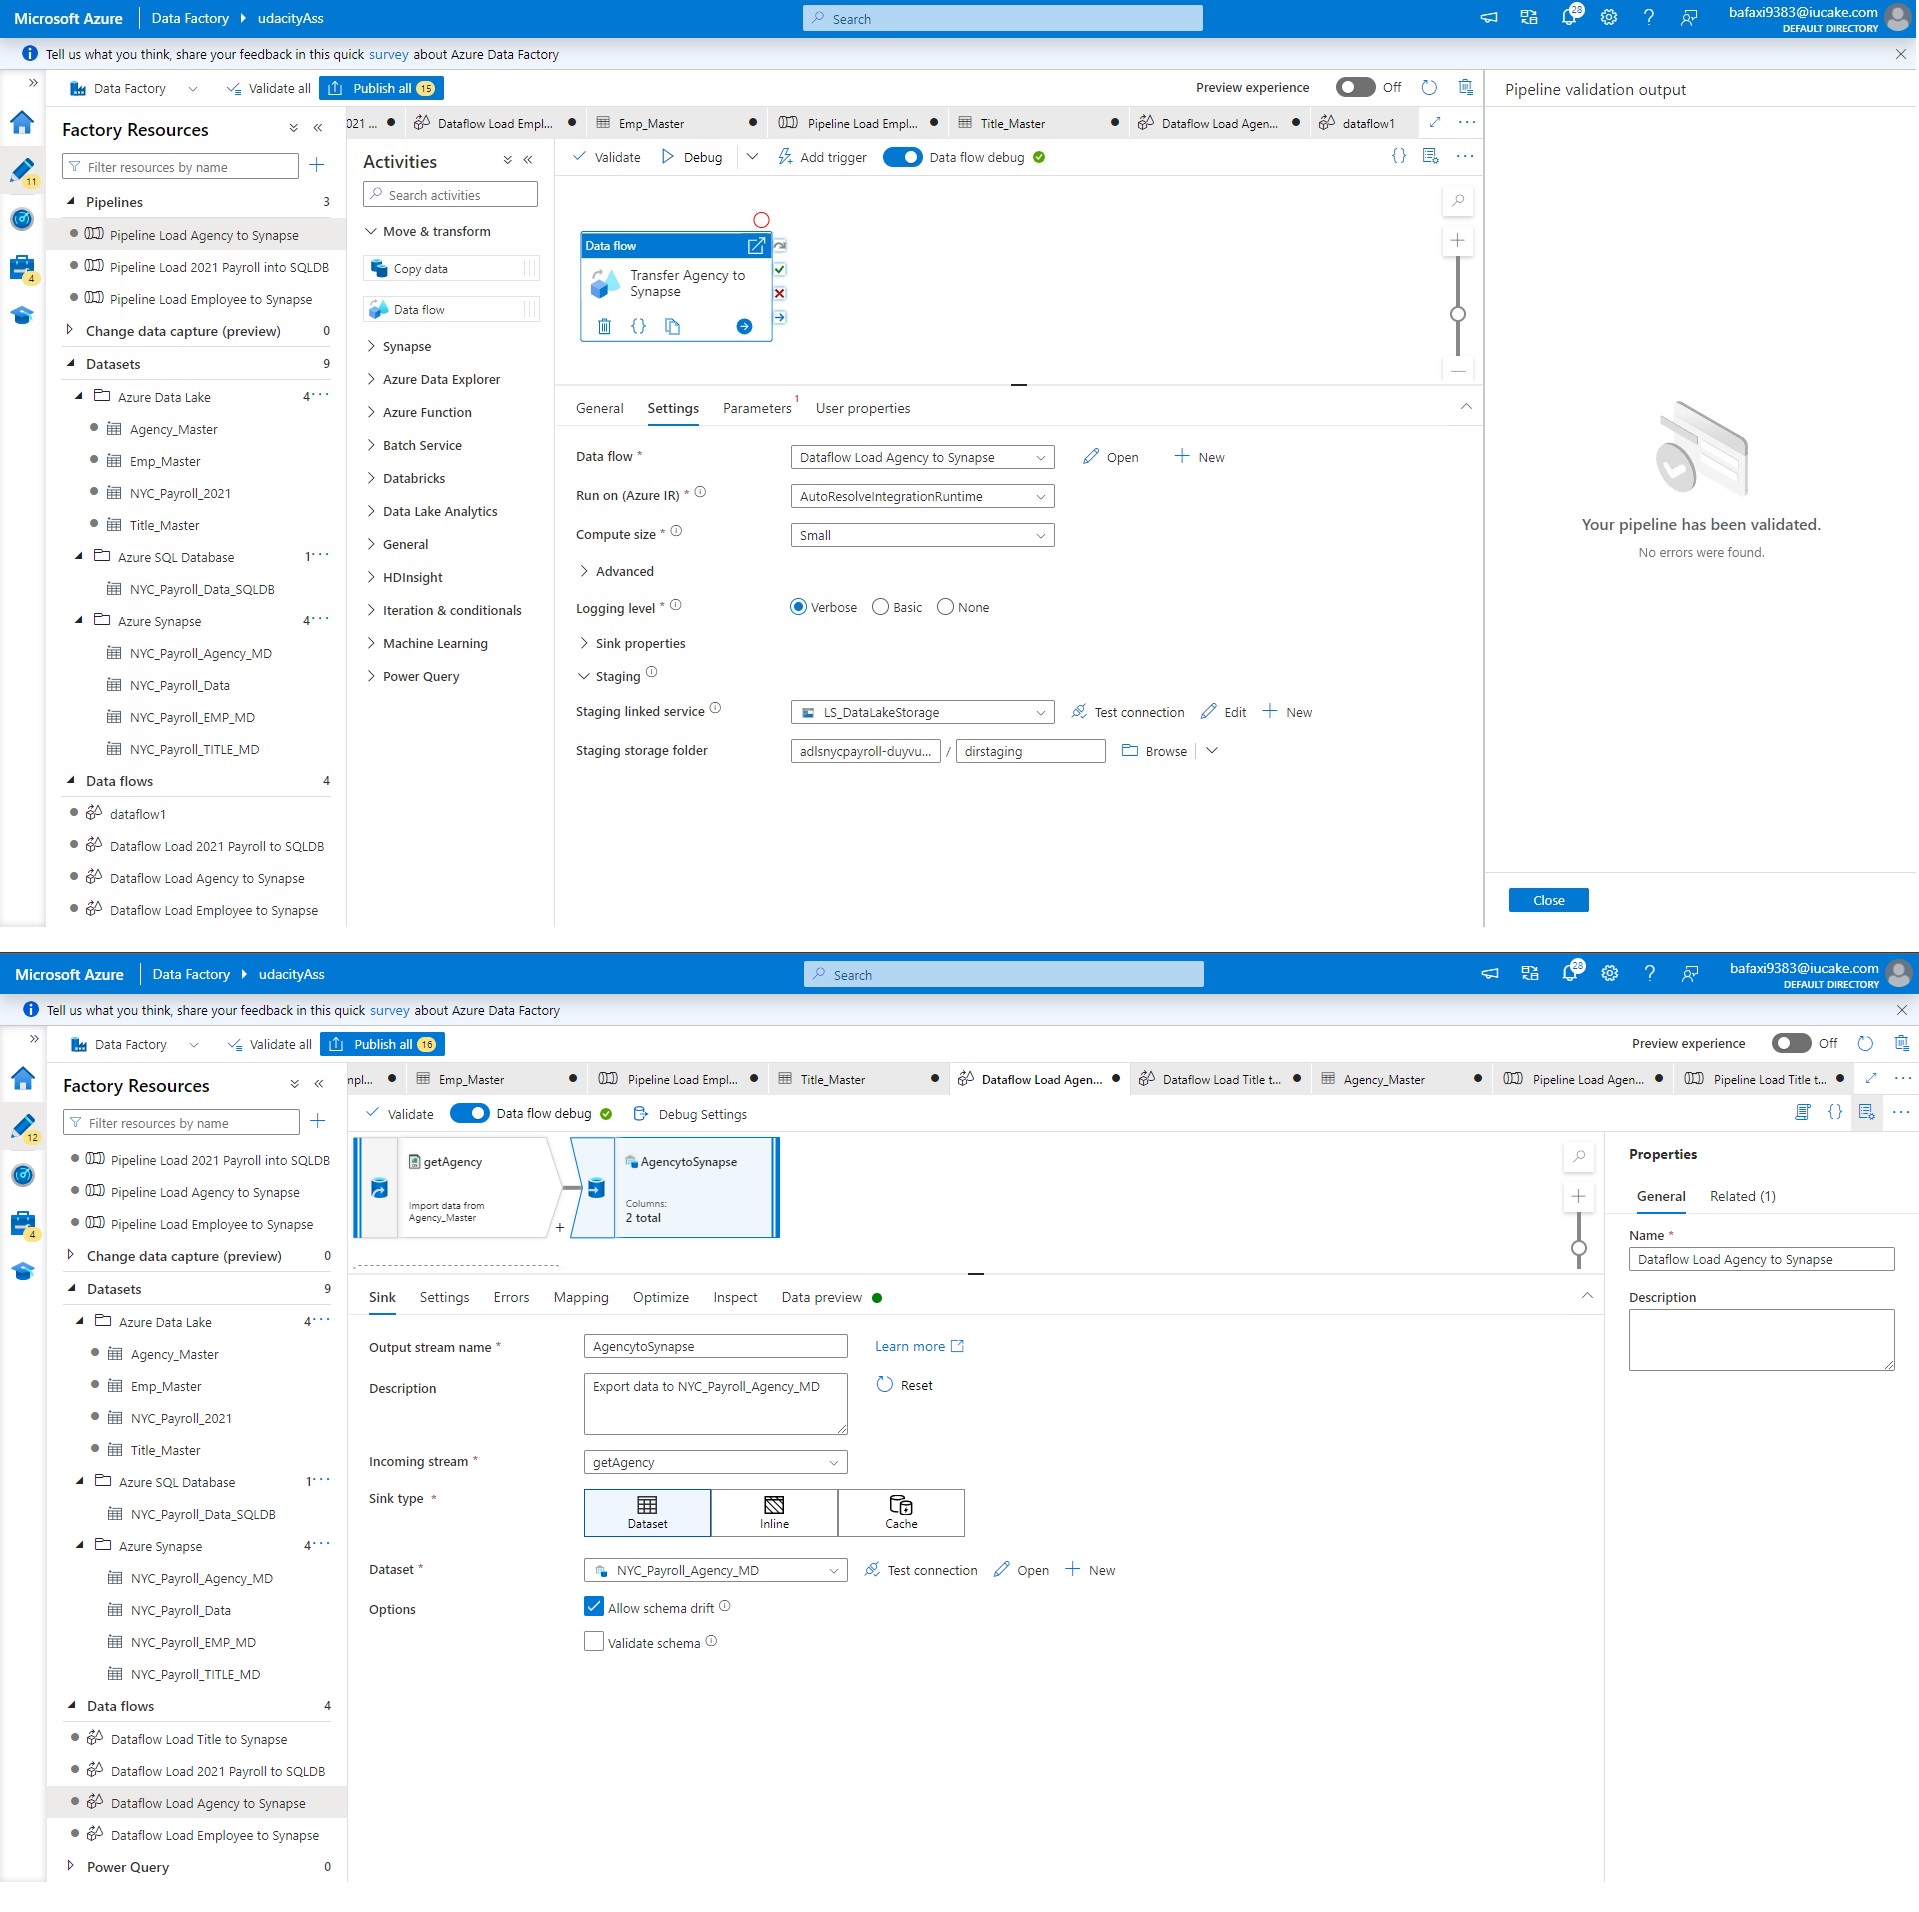 Microsoft Azure Data Factory udacityAss Search 28 bafaxi9383@iucake.com
DEFAULT DIRECTORY
Tell us what you think, share your feedback in this quick survey about Azure Data Factory
Data Factory Validate all Publish all 15 Preview experience Off
Pipeline validation output
Factory Resources
021 ... Dataflow Load Empl... Emp_Master Pipeline Load Empl... Title_Master Dataflow Load Agen... dataflow1
Filter resources by name
Activities
Validate Debug Add trigger Data flow debug
Search activities
Pipelines 3
Pipeline Load Agency to Synapse
Pipeline Load 2021 Payroll into SQLDB
Pipeline Load Employee to Synapse
Change data capture (preview) 0
Datasets 9
Azure Data Lake 4
Agency_Master
Emp_Master
NYC_Payroll_2021
Title_Master
Azure SQL Database 1
NYC_Payroll_Data_SQLDB
Azure Synapse 4
NYC_Payroll_Agency_MD
NYC_Payroll_Data
NYC_Payroll_EMP_MD
NYC_Payroll_TITLE_MD
Data flows 4
dataflow1
Dataflow Load 2021 Payroll to SQLDB
Dataflow Load Agency to Synapse
Dataflow Load Employee to Synapse
11
4
Move & transform
Copy data
Data flow
Synapse
Azure Data Explorer
Azure Function
Batch Service
Databricks
Data Lake Analytics
General
HDInsight
Iteration & conditionals
Machine Learning
Power Query
Data flow
Transfer Agency to
Synapse
General Settings Parameters 1 User properties
Data flow * Dataflow Load Agency to Synapse Open New
Run on (Azure IR) * AutoResolveIntegrationRuntime
Compute size * Small
Advanced
Logging level * Verbose Basic None
Sink properties
Staging
Staging linked service LS_DataLakeStorage Test connection Edit New
Staging storage folder adlsnycpayroll-duyvu... / dirstaging Browse
Your pipeline has been validated.
No errors were found.
Close
Microsoft Azure Data Factory udacityAss Search 28 bafaxi9383@iucake.com
DEFAULT DIRECTORY
Tell us what you think, share your feedback in this quick survey about Azure Data Factory
Data Factory Validate all Publish all 16 Preview experience Off
Factory Resources
mpl... Emp_Master Pipeline Load Empl... Title_Master Dataflow Load Agen... Dataflow Load Title t... Agency_Master Pipeline Load Agen... Pipeline Load Title t...
Filter resources by name
Validate Data flow debug Debug Settings
12
4
Pipeline Load 2021 Payroll into SQLDB
Pipeline Load Agency to Synapse
Pipeline Load Employee to Synapse
Change data capture (preview) 0
Datasets 9
Azure Data Lake 4
Agency_Master
Emp_Master
NYC_Payroll_2021
Title_Master
Azure SQL Database 1
NYC_Payroll_Data_SQLDB
Azure Synapse 4
NYC_Payroll_Agency_MD
NYC_Payroll_Data
NYC_Payroll_EMP_MD
NYC_Payroll_TITLE_MD
Data flows 4
Dataflow Load Title to Synapse
Dataflow Load 2021 Payroll to SQLDB
Dataflow Load Agency to Synapse
Dataflow Load Employee to Synapse
Power Query 0
getAgency
Import data from
Agency_Master
AgencytoSynapse
Columns:
2 total
Sink Settings Errors Mapping Optimize Inspect Data preview
Output stream name * AgencytoSynapse Learn more
Description Export data to NYC_Payroll_Agency_MD Reset
Incoming stream * getAgency
Sink type * Dataset Inline Cache
Dataset * NYC_Payroll_Agency_MD Test connection Open New
Options Allow schema drift
Validate schema
Properties
General Related (1)
Name *
Dataflow Load Agency to Synapse
Description